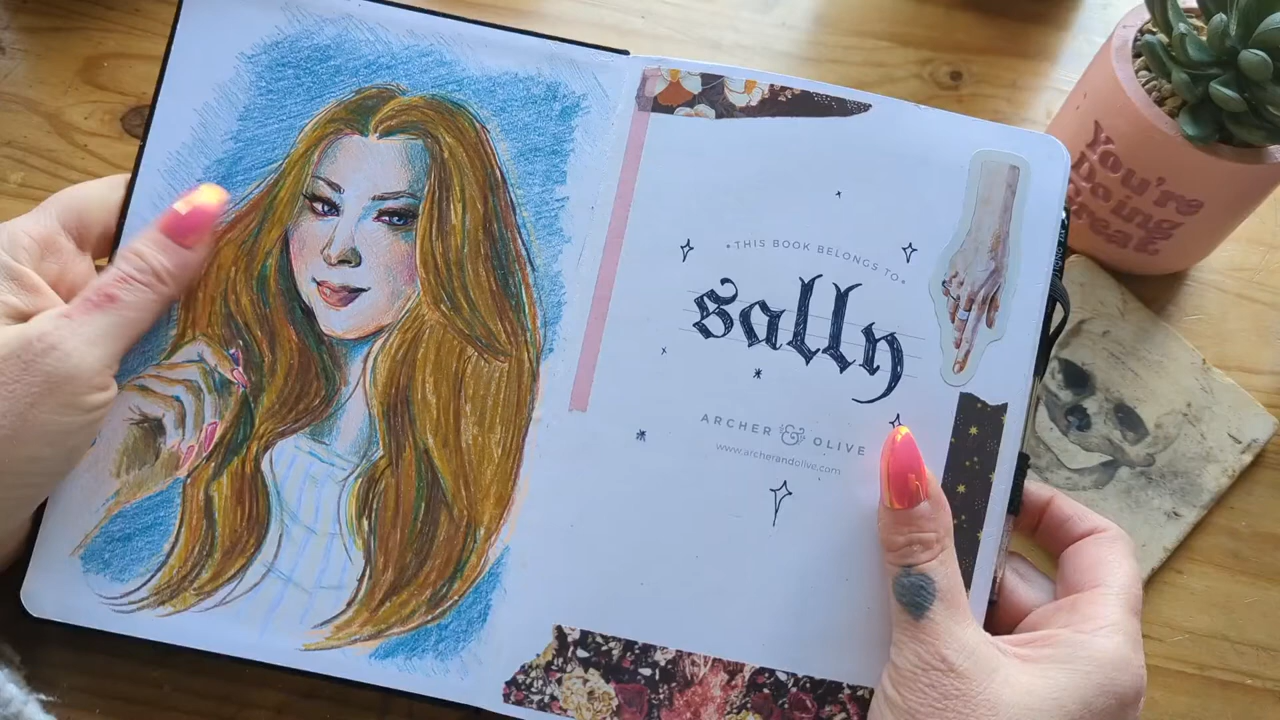 *THIS BOOK BELONGS TO*
sally
ARCHER & OLIVE
www.archerandolive.com
You're
Doing
Great